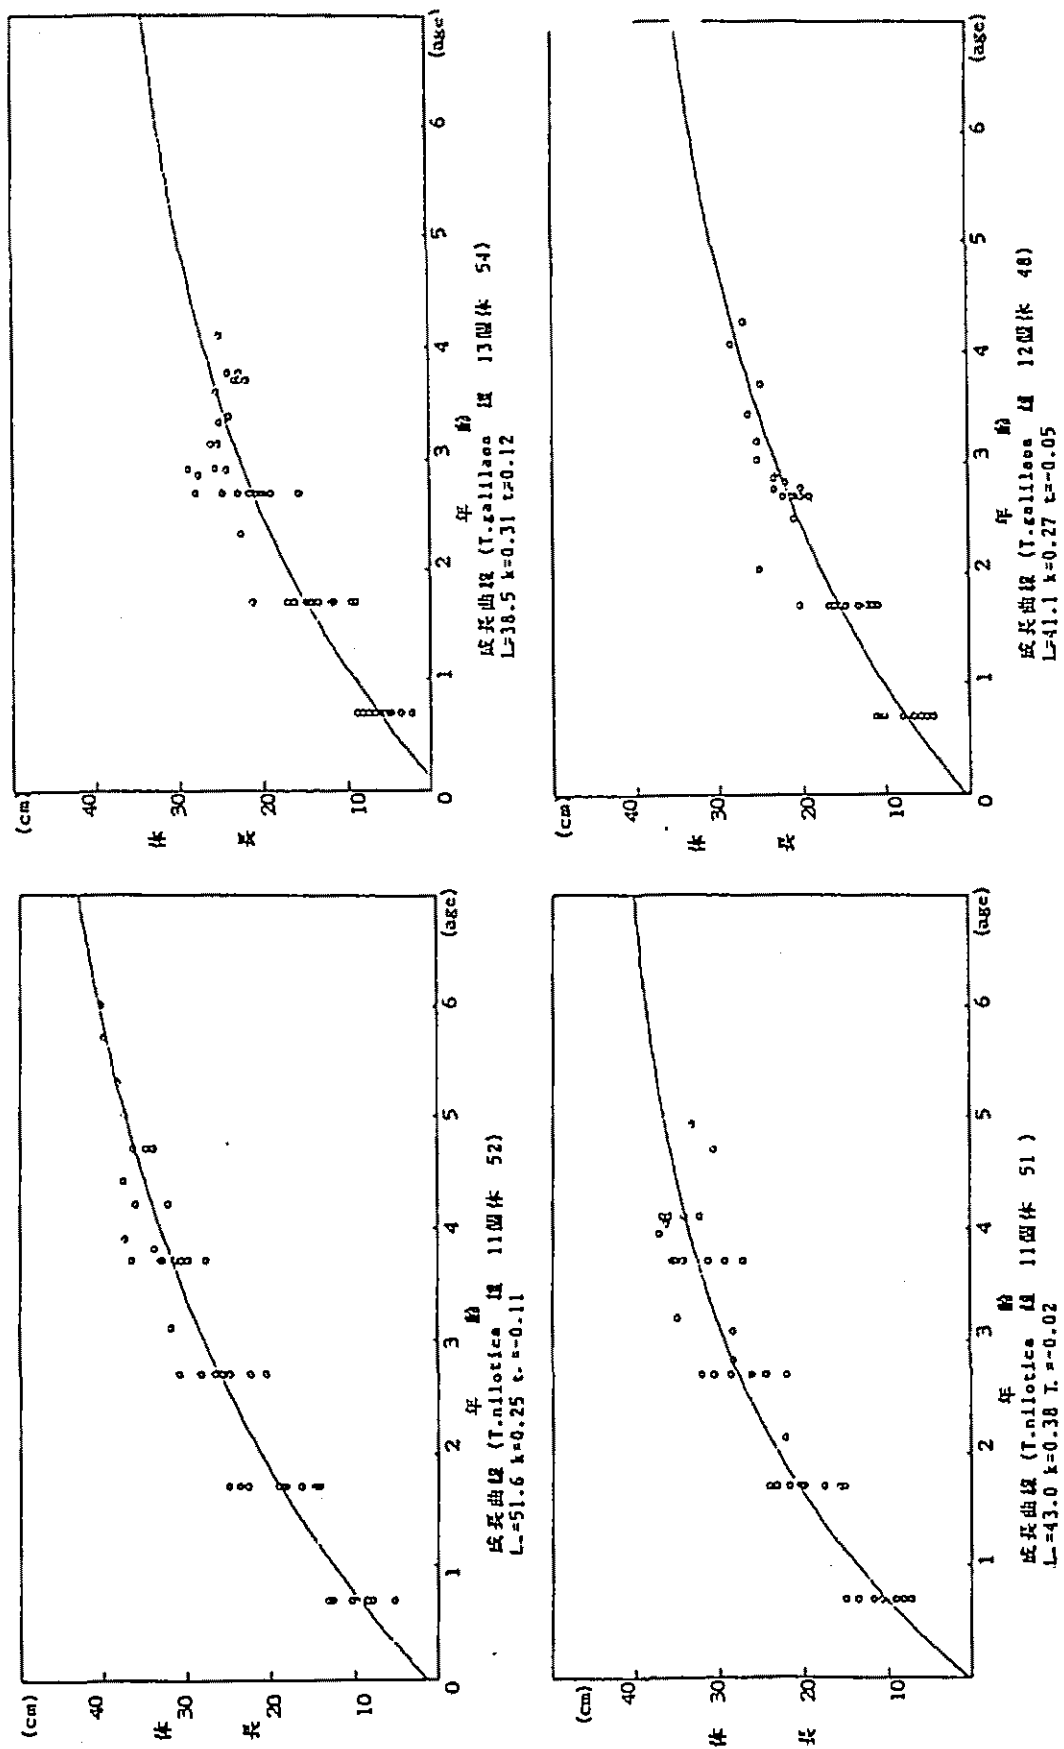 (cm)
40
30
20
10
体
長
0
1
2
3
4
5
6
(age)
年
齢
成長曲線 (T.nilotica 11個体 52)
L=51.6 k=0.25 t.=-0.11
(cm)
40
30
20
10
体
長
0
1
2
3
4
5
6
(age)
年
齢
成長曲線 (T.galilaea 13個体 54)
L=38.5 k=0.31 t=0.12
(cm)
40
30
20
10
体
長
1
2
3
4
5
6
(age)
年
齢
成長曲線 (T.nilotica 11個体 51)
L=43.0 k=0.38 T.=-0.02
(cm)
40
30
20
10
体
長
0
1
2
3
4
5
6
(age)
年
齢
成長曲線 (T.galilaea 12個体 48)
L=41.1 k=0.27 t=-0.05